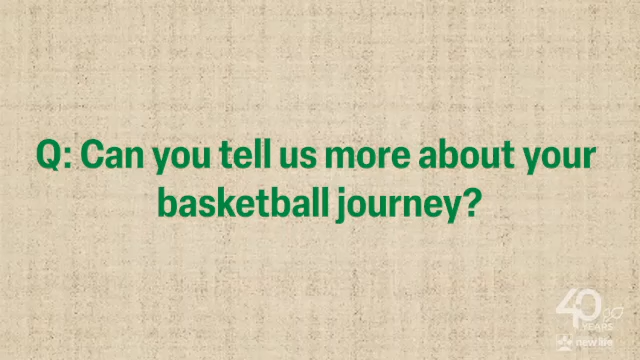 Q: Can you tell us more about your
basketball journey?
40
YEARS
new life